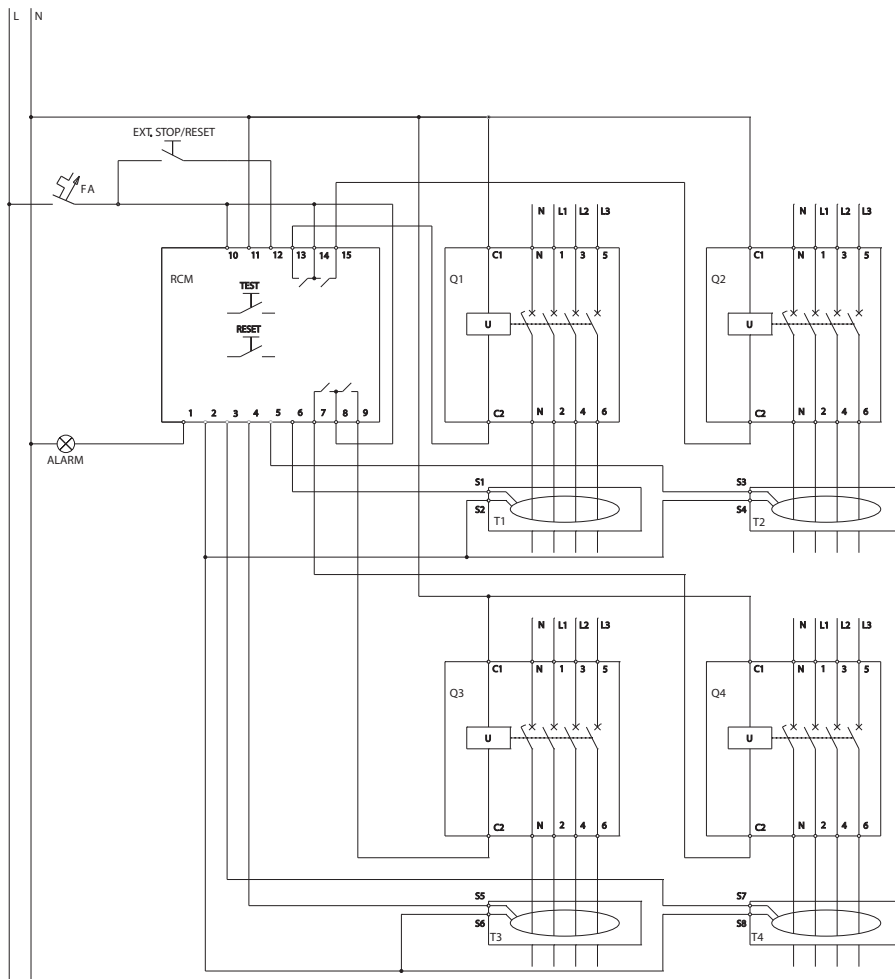 L N
EXT. STOP/RESET
FA
N L1 L2 L3
N L1 L2 L3
10 11 12 13 14 15
RCM
TEST
RESET
1 2 3 4 5 6 7 8 9
C1 N 1 3 5
Q1
U
C2 N 2 4 6
C1 N 1 3 5
Q2
U
C2 N 2 4 6
ALARM
S1
S2
T1
S3
S4
T2
N L1 L2 L3
N L1 L2 L3
C1 N 1 3 5
Q3
U
C2 N 2 4 6
C1 N 1 3 5
Q4
U
C2 N 2 4 6
S5
S6
T3
S7
S8
T4